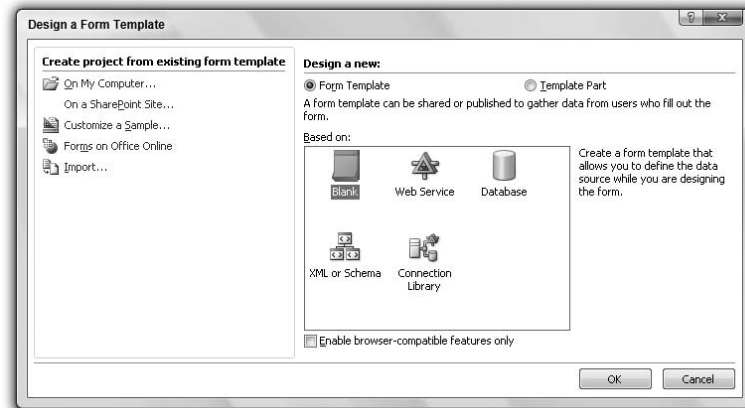 Design a Form Template
Create project from existing form template
On My Computer...
On a SharePoint Site...
Customize a Sample...
Forms on Office Online
Import...
Design a new:
Form Template
Template Part
A form template can be shared or published to gather data from users who fill out the
form.
Based on:
Blank
Web Service
Database
XML or Schema
Connection
Library
Create a form template that
allows you to define the data
source while you are designing
the form.
Enable browser-compatible features only
OK
Cancel